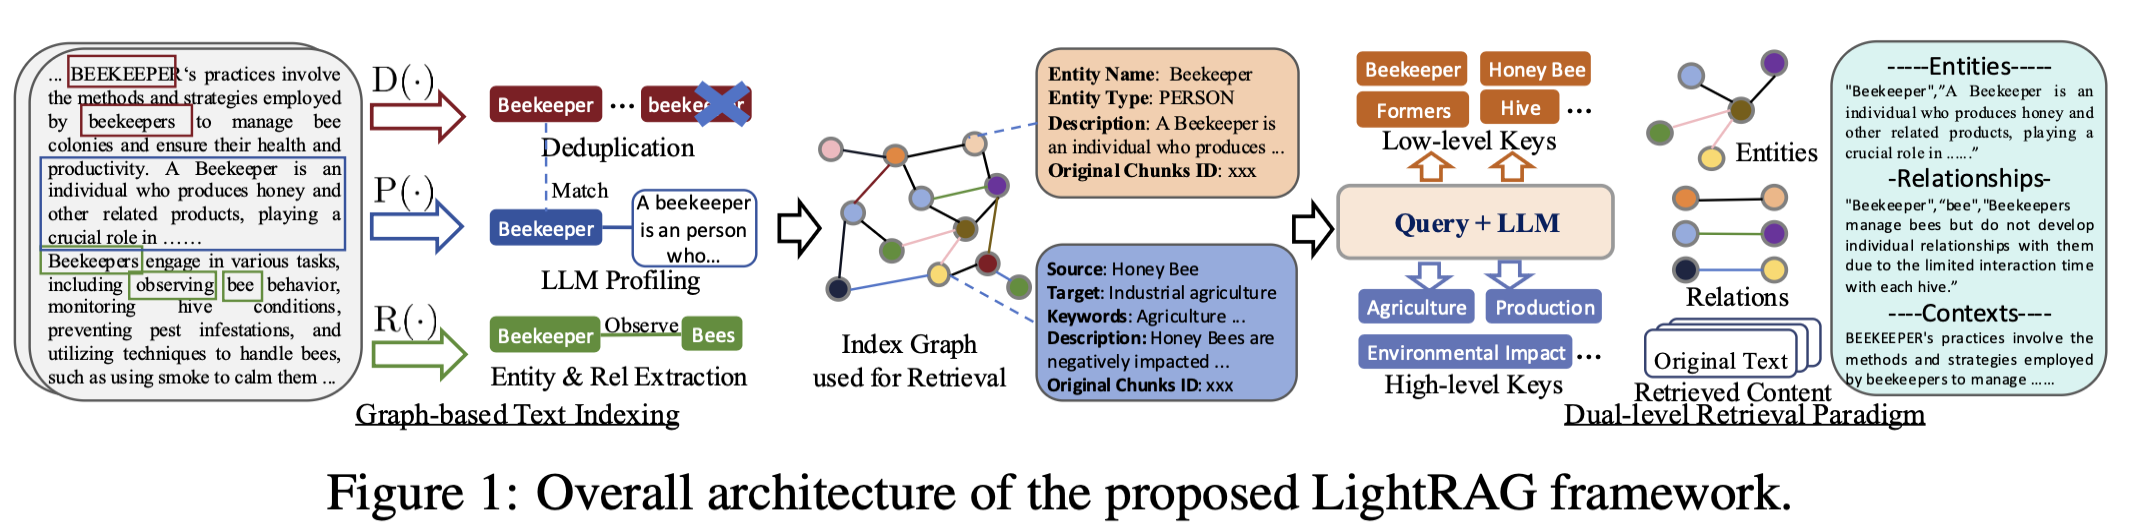 ... BEEKEEPER‘s practices involve
the methods and strategies employed
by beekeepers to manage bee
colonies and ensure their health and
productivity. A Beekeeper is an
individual who produces honey and
other related products, playing a
crucial role in ……
Beekeepers engage in various tasks,
including observing bee behavior,
monitoring hive conditions,
preventing pest infestations, and
utilizing techniques to handle bees,
such as using smoke to calm them ...
D(·)
Beekeeper ... beekeeper
Deduplication
Match
P(·)
Beekeeper
A beekeeper
is an person
who...
LLM Profiling
R(·)
Beekeeper Observe Bees
Entity & Rel Extraction
Graph-based Text Indexing
Index Graph
used for Retrieval
Entity Name: Beekeeper
Entity Type: PERSON
Description: A Beekeeper is
an individual who produces ...
Original Chunks ID: xxx
Source: Honey Bee
Target: Industrial agriculture
Keywords: Agriculture ...
Description: Honey Bees are
negatively impacted ...
Original Chunks ID: xxx
Beekeeper Honey Bee
Formers Hive ...
Low-level Keys
Query + LLM
Agriculture Production
Environmental Impact ...
High-level Keys
Entities
Relations
Original Text
Retrieved Content
Dual-level Retrieval Paradigm
-----Entities-----
"Beekeeper",”A Beekeeper is an
individual who produces honey and
other related products, playing a
crucial role in ……”
-Relationships-
"Beekeeper",“bee”,"Beekeepers
manage bees but do not develop
individual relationships with them
due to the limited interaction time
with each hive.”
----Contexts----
BEEKEEPER's practices involve the
methods and strategies employed
by beekeepers to manage ……
Figure 1: Overall architecture of the proposed LightRAG framework.